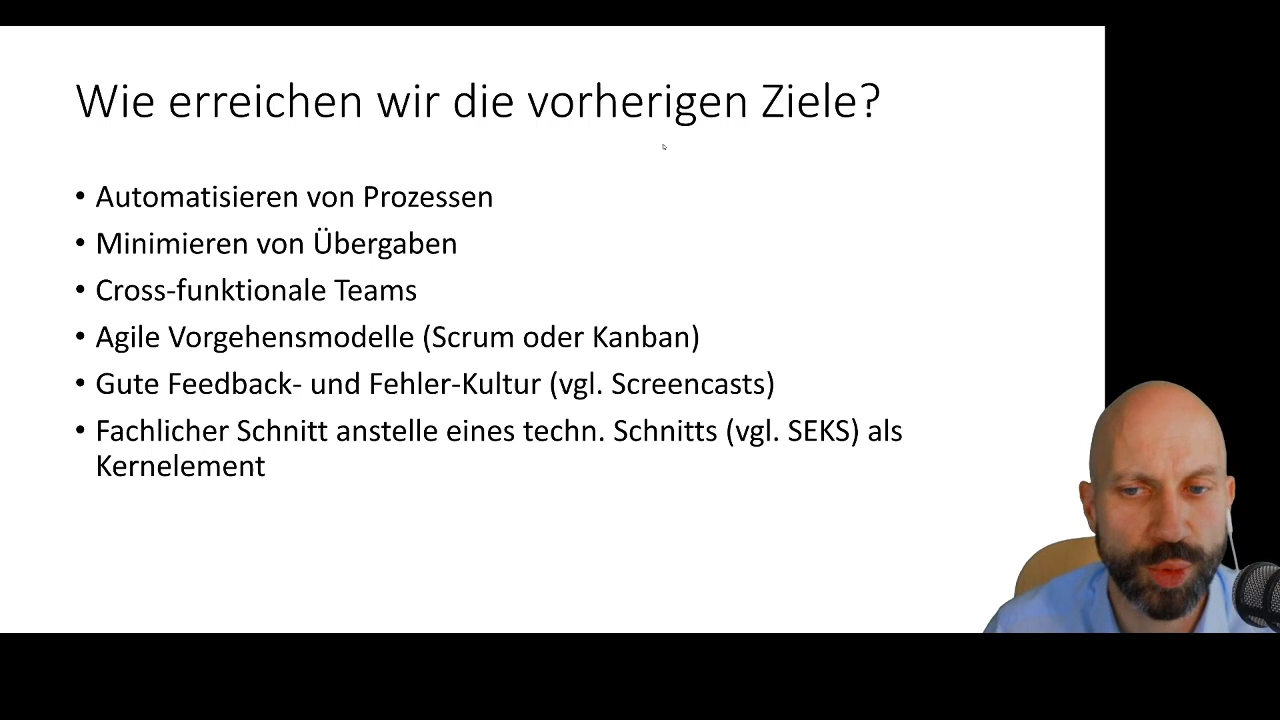 Wie erreichen wir die vorherigen Ziele?
• Automatisieren von Prozessen
• Minimieren von Übergaben
• Cross-funktionale Teams
• Agile Vorgehensmodelle (Scrum oder Kanban)
• Gute Feedback- und Fehler-Kultur (vgl. Screencasts)
• Fachlicher Schnitt anstelle eines techn. Schnitts (vgl. SEKS) als
Kernelement